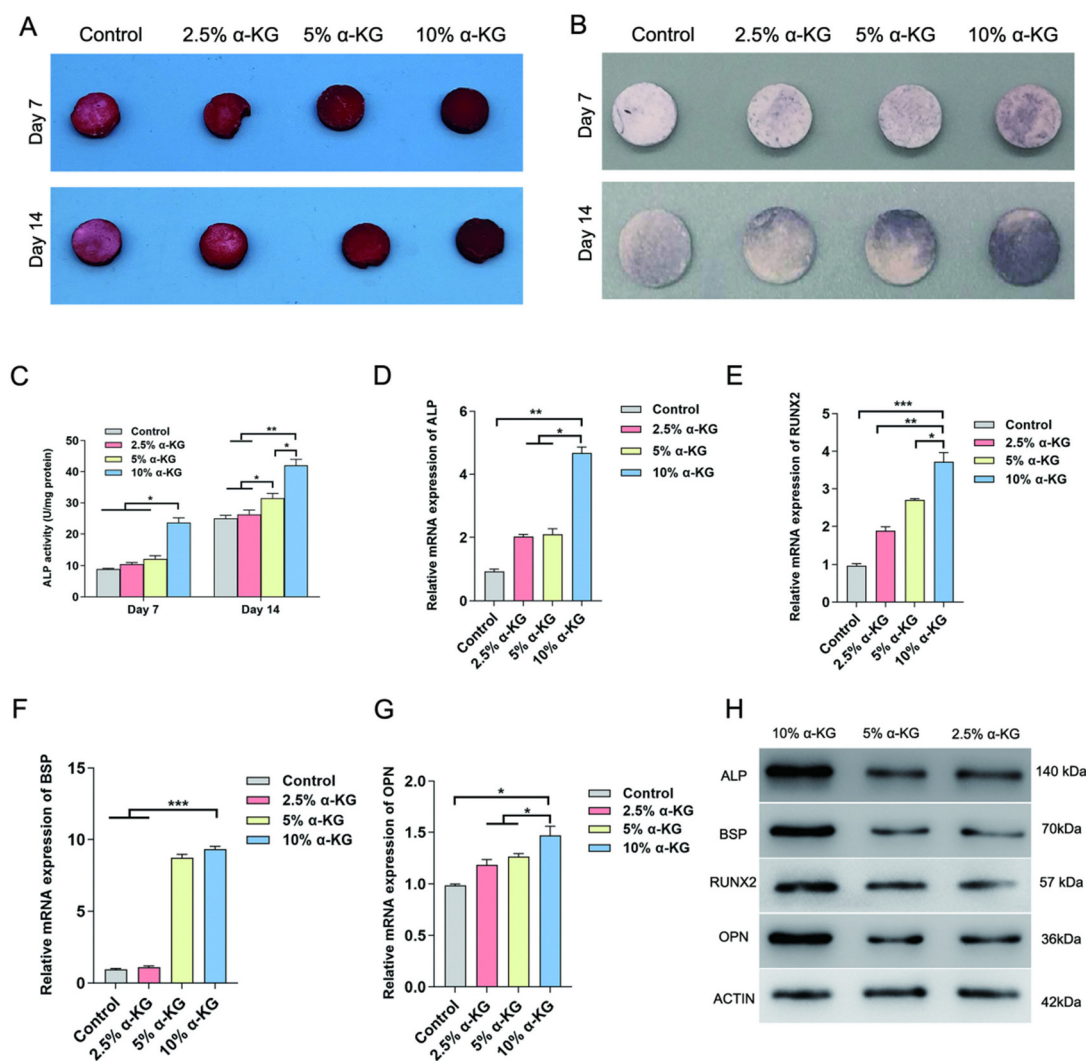 A
Control 2.5% α-KG 5% α-KG 10% α-KG
Day 7
Day 14
B
Control 2.5% α-KG 5% α-KG 10% α-KG
Day 7
Day 14
C
ALP activity (U/mg protein)
Control
2.5% α-KG
5% α-KG
10% α-KG
50
40
30
20
10
0
*
*
**
*
Day 7 Day 14
D
Relative mRNA expression of ALP
6
4
2
0
**
*
Control
2.5% α-KG
5% α-KG
10% α-KG
Control 2.5% α-KG 5% α-KG 10% α-KG
E
Relative mRNA expression of RUNX2
5
4
3
2
1
0
***
**
*
Control
2.5% α-KG
5% α-KG
10% α-KG
Control 2.5% α-KG 5% α-KG 10% α-KG
F
Relative mRNA expression of BSP
15
10
5
0
***
Control
2.5% α-KG
5% α-KG
10% α-KG
Control 2.5% α-KG 5% α-KG 10% α-KG
G
Relative mRNA expression of OPN
2.0
1.5
1.0
0.5
0.0
*
*
Control
2.5% α-KG
5% α-KG
10% α-KG
Control 2.5% α-KG 5% α-KG 10% α-KG
H
10% α-KG 5% α-KG 2.5% α-KG
ALP 140 kDa
BSP 70kDa
RUNX2 57 kDa
OPN 36kDa
ACTIN 42kDa